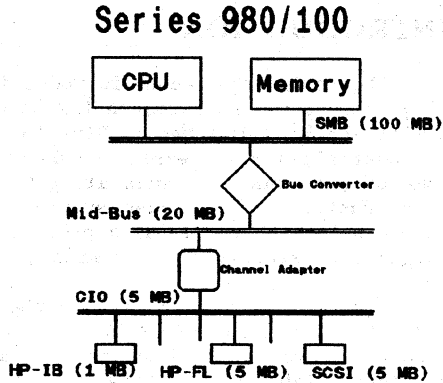 Series 980/100
CPU
Memory
SMB (100 MB)
Bus Converter
Mid-Bus (20 MB)
Channel Adapter
CIO (5 MB)
HP-IB (1 MB) HP-FL (5 MB) SCSI (5 MB)